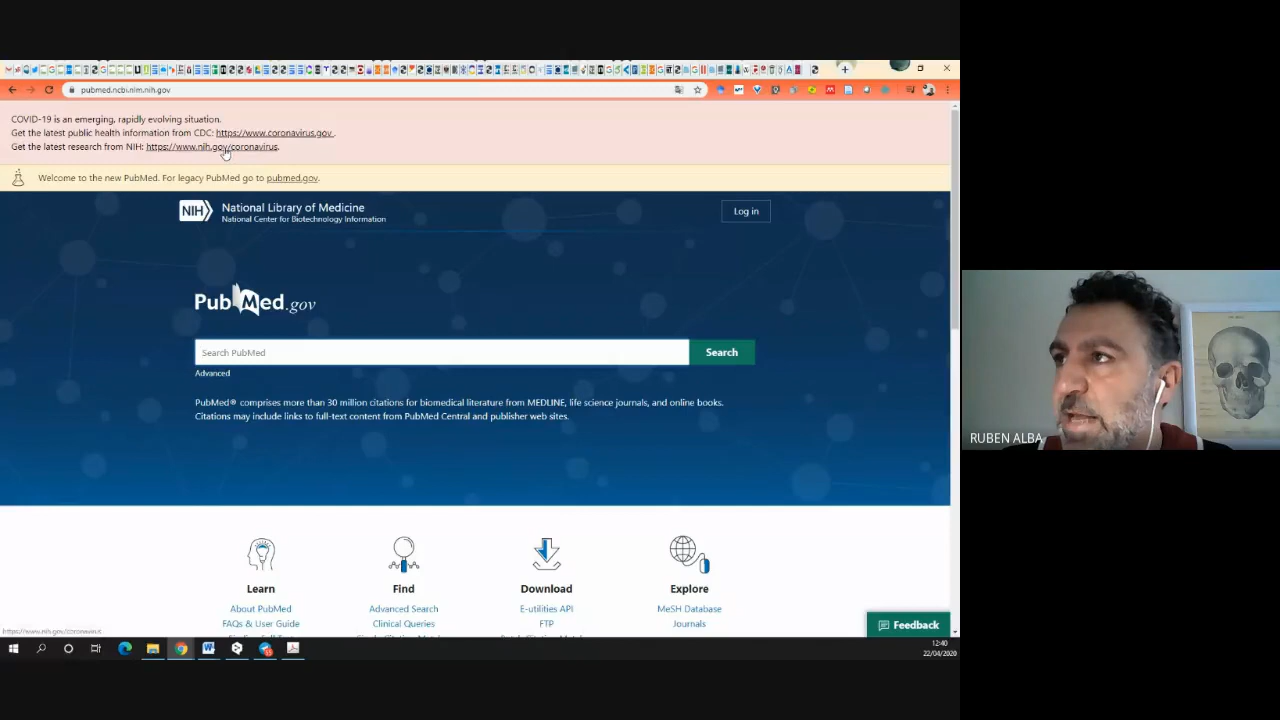 pubmed.ncbi.nlm.nih.gov
COVID-19 is an emerging, rapidly evolving situation.
Get the latest public health information from CDC: https://www.coronavirus.gov .
Get the latest research from NIH: https://www.nih.gov/coronavirus.
Welcome to the new PubMed. For legacy PubMed go to pubmed.gov.
NIH National Library of Medicine
National Center for Biotechnology Information
Log in
PubMed.gov
Search PubMed
Search
Advanced
PubMed® comprises more than 30 million citations for biomedical literature from MEDLINE, life science journals, and online books.
Citations may include links to full-text content from PubMed Central and publisher web sites.
Learn Find Download Explore
About PubMed Advanced Search E-utilities API MeSH Database
FAQs & User Guide Clinical Queries FTP Journals
Feedback
https://www.nih.gov/coronavirus
12:40
22/04/2020
RUBEN ALBA